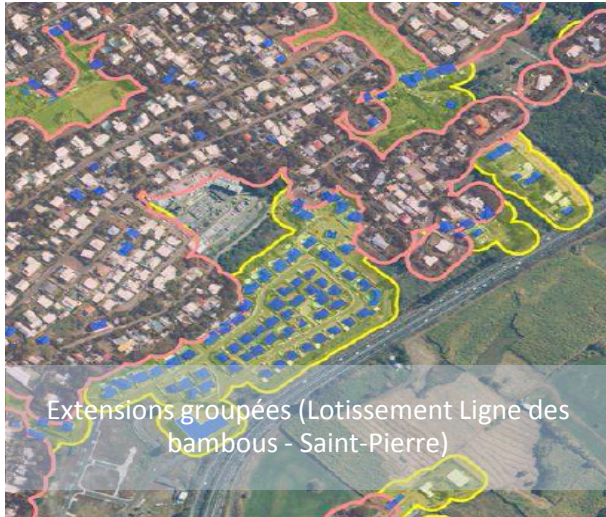 Extensions groupées (Lotissement Ligne des
bambous - Saint-Pierre)